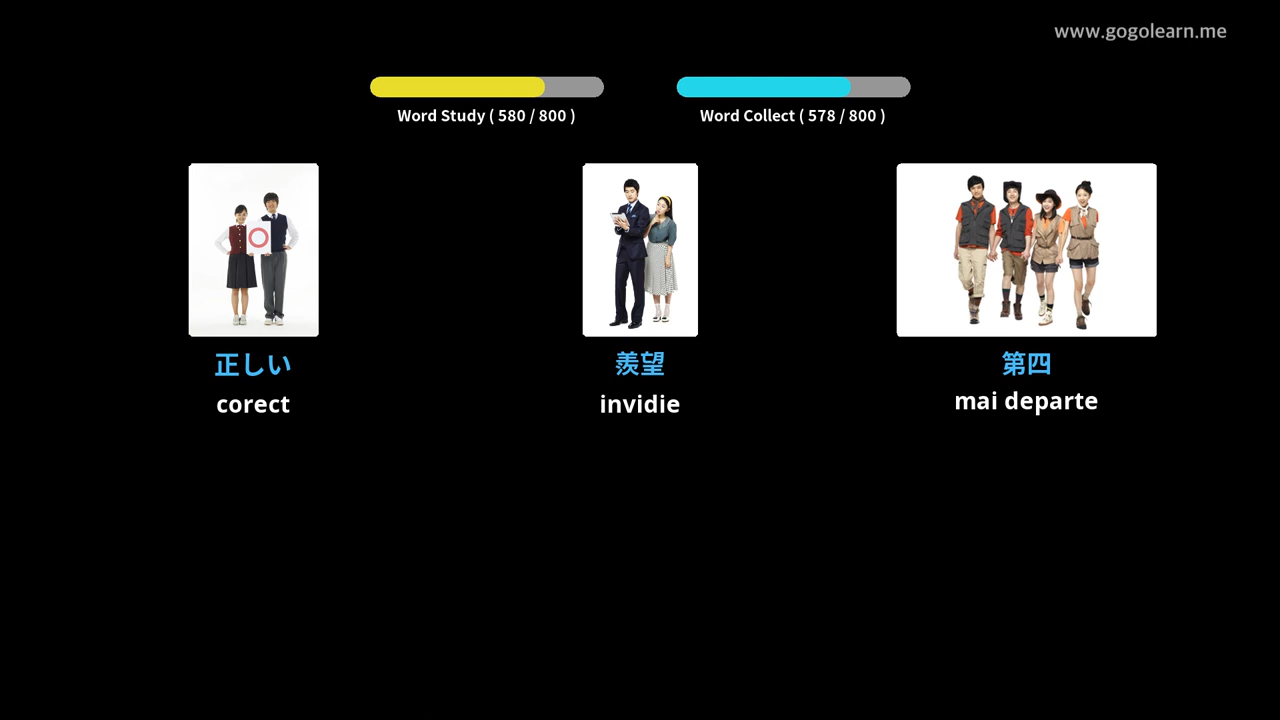 www.gogolearn.me
Word Study ( 580 / 800 )
Word Collect ( 578 / 800 )
正しい
羨望
第四
corect
invidie
mai departe